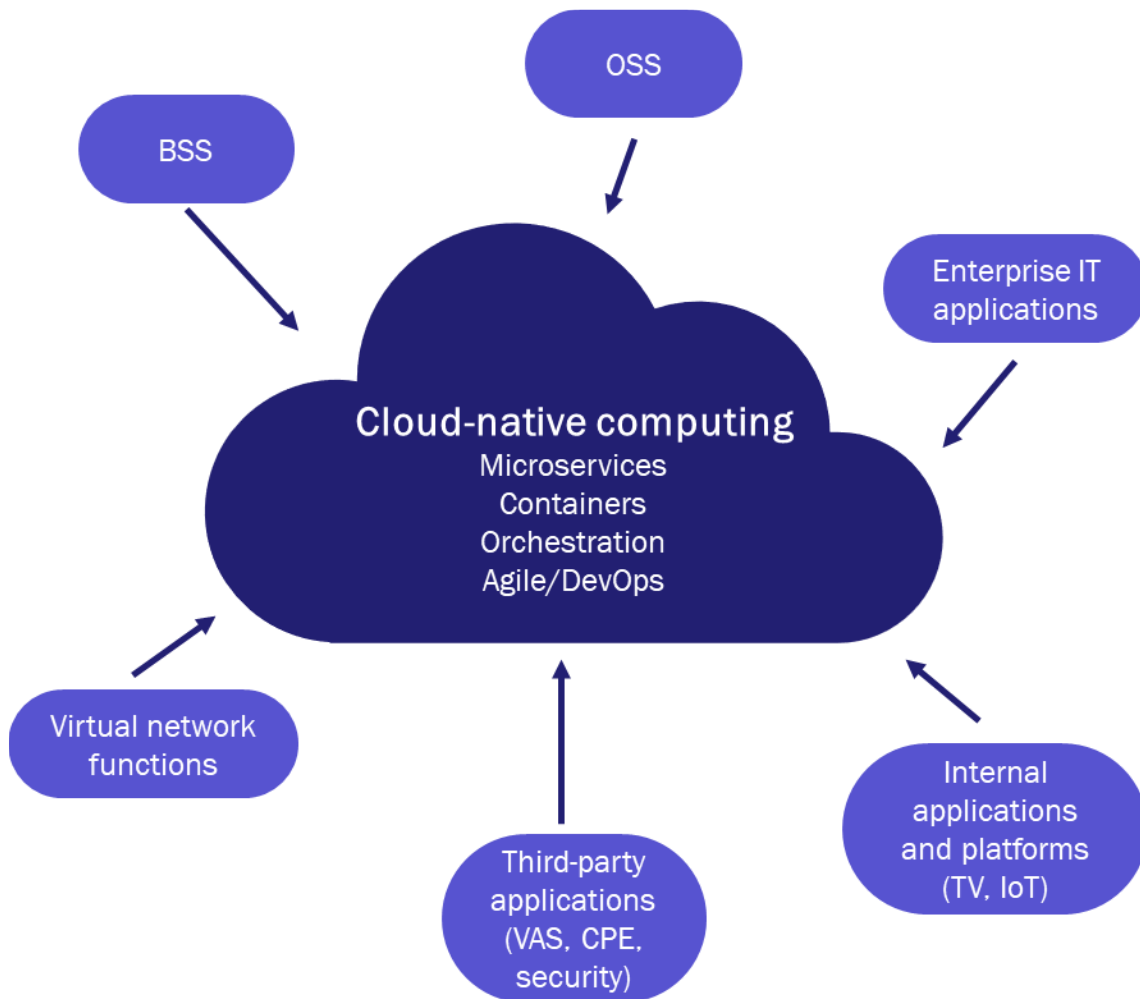 OSS
BSS
Enterprise IT
applications
Cloud-native computing
Microservices
Containers
Orchestration
Agile/DevOps
Virtual network
functions
Internal
applications
and platforms
(TV, IoT)
Third-party
applications
(VAS, CPE,
security)